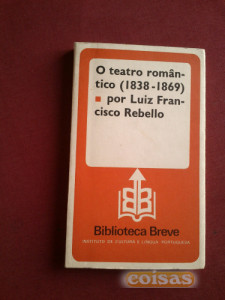 O teatro român-
tico (1838-1869)
por Luiz Fran-
cisco Rebello
Biblioteca Breve
INSTITUTO DE CULTURA E LÍNGUA PORTUGUESA
coisas